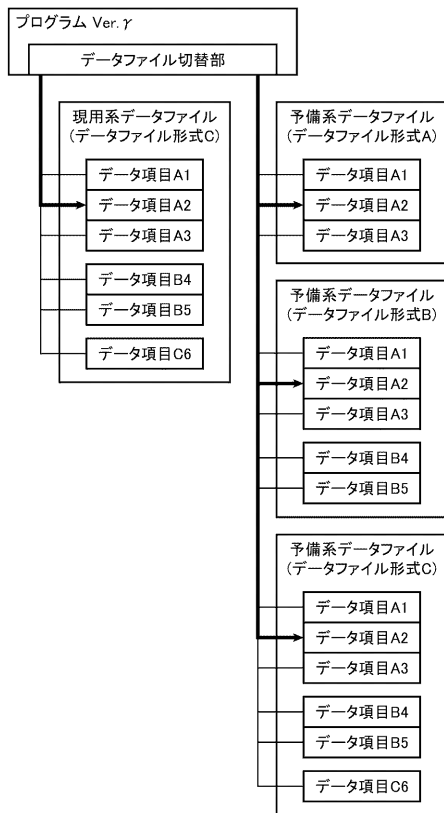 プログラム Ver.γ
データファイル切替部
現用系データファイル
(データファイル形式C)
データ項目A1
データ項目A2
データ項目A3
データ項目B4
データ項目B5
データ項目C6
予備系データファイル
(データファイル形式A)
データ項目A1
データ項目A2
データ項目A3
予備系データファイル
(データファイル形式B)
データ項目A1
データ項目A2
データ項目A3
データ項目B4
データ項目B5
予備系データファイル
(データファイル形式C)
データ項目A1
データ項目A2
データ項目A3
データ項目B4
データ項目B5
データ項目C6